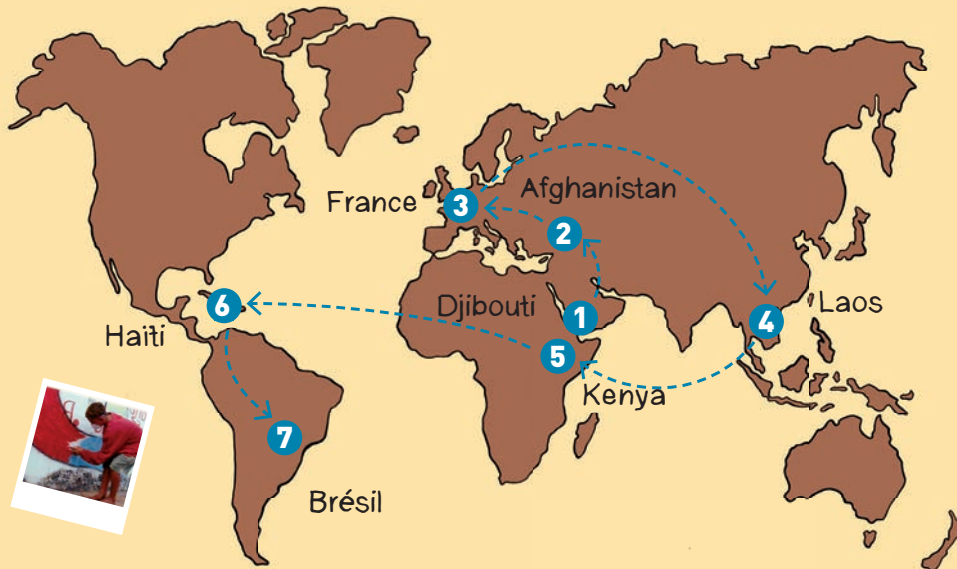 Afghanistan
France
3
2
Djibouti
1
Laos
4
6
Haïti
5
Kenya
7
Brésil